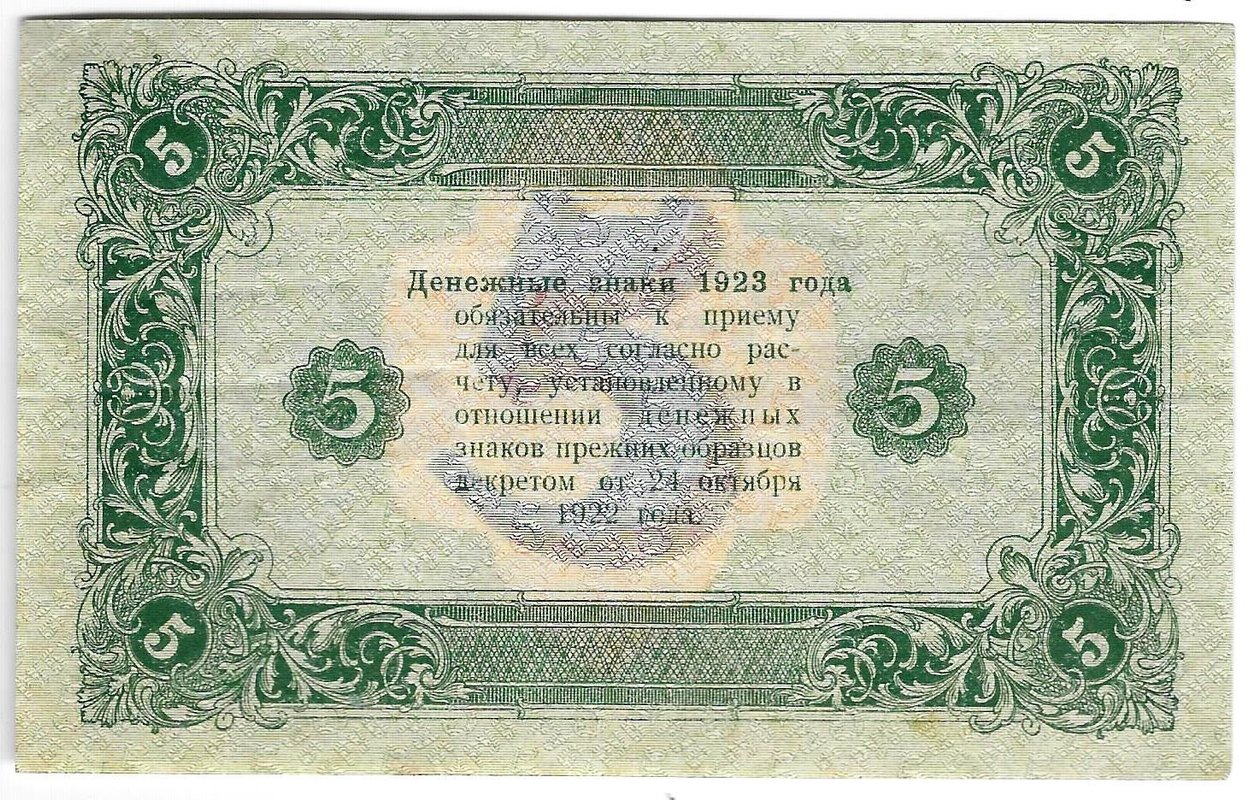 5 5
Денежные знаки 1923 года
обязательны к приему
для всех согласно рас-
чету, установленному в
5 5
отношении денежных
знаков прежних образцов
декретом от 24 октября
1922 года.
5 5